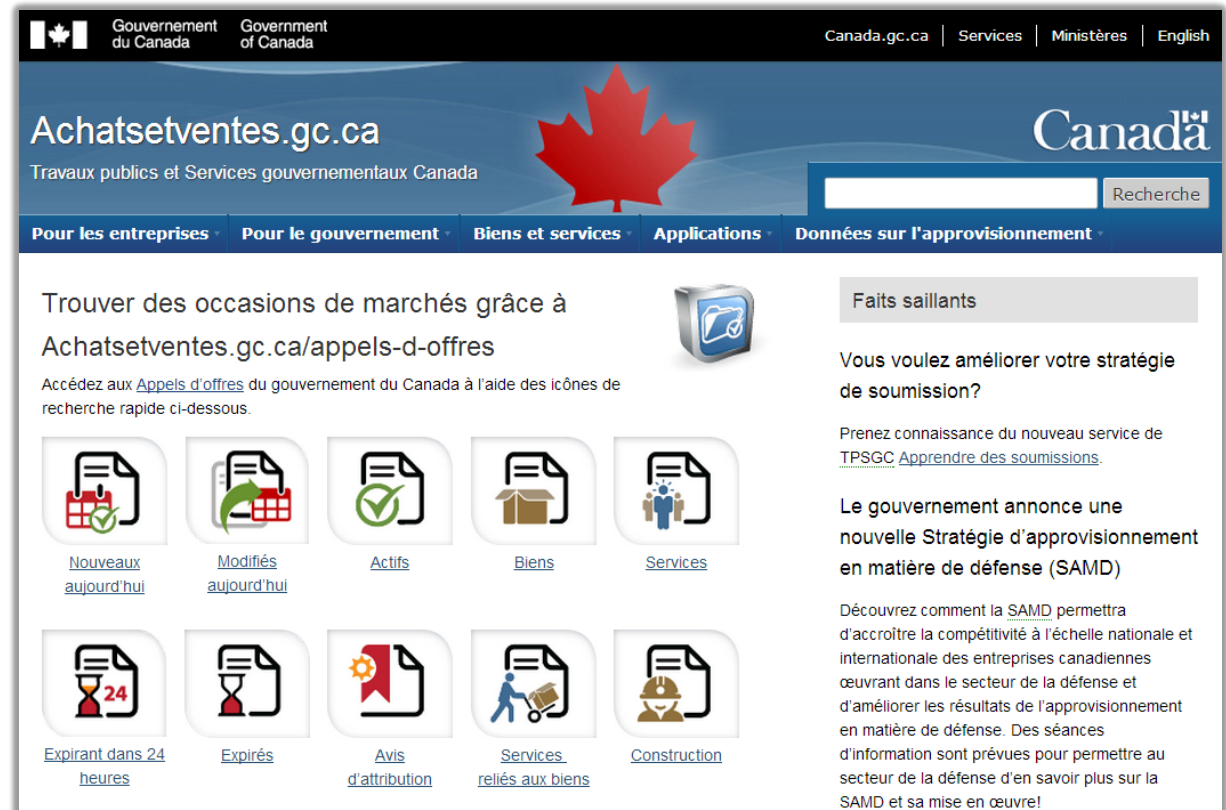 Gouvernement du Canada
Government of Canada
Canada.gc.ca | Services | Ministères | English
Achatsetventes.gc.ca
Canada
Travaux publics et Services gouvernementaux Canada
Recherche
Pour les entreprises
Pour le gouvernement
Biens et services
Applications
Données sur l'approvisionnement
Trouver des occasions de marchés grâce à
Achatsetventes.gc.ca/appels-d-offres
Accédez aux Appels d'offres du gouvernement du Canada à l'aide des icônes de
recherche rapide ci-dessous.
Nouveaux
aujourd'hui
Modifiés
aujourd'hui
Actifs
Biens
Services
24
Expirant dans 24
heures
Expirés
Avis
d'attribution
Services
reliés aux biens
Construction
Faits saillants
Vous voulez améliorer votre stratégie
de soumission?
Prenez connaissance du nouveau service de
TPSGC Apprendre des soumissions.
Le gouvernement annonce une
nouvelle Stratégie d'approvisionnement
en matière de défense (SAMD)
Découvrez comment la SAMD permettra
d'accroître la compétitivité à l'échelle nationale et
internationale des entreprises canadiennes
œuvrant dans le secteur de la défense et
d'améliorer les résultats de l'approvisionnement
en matière de défense. Des séances
d'information sont prévues pour permettre au
secteur de la défense d'en savoir plus sur la
SAMD et sa mise en œuvre!